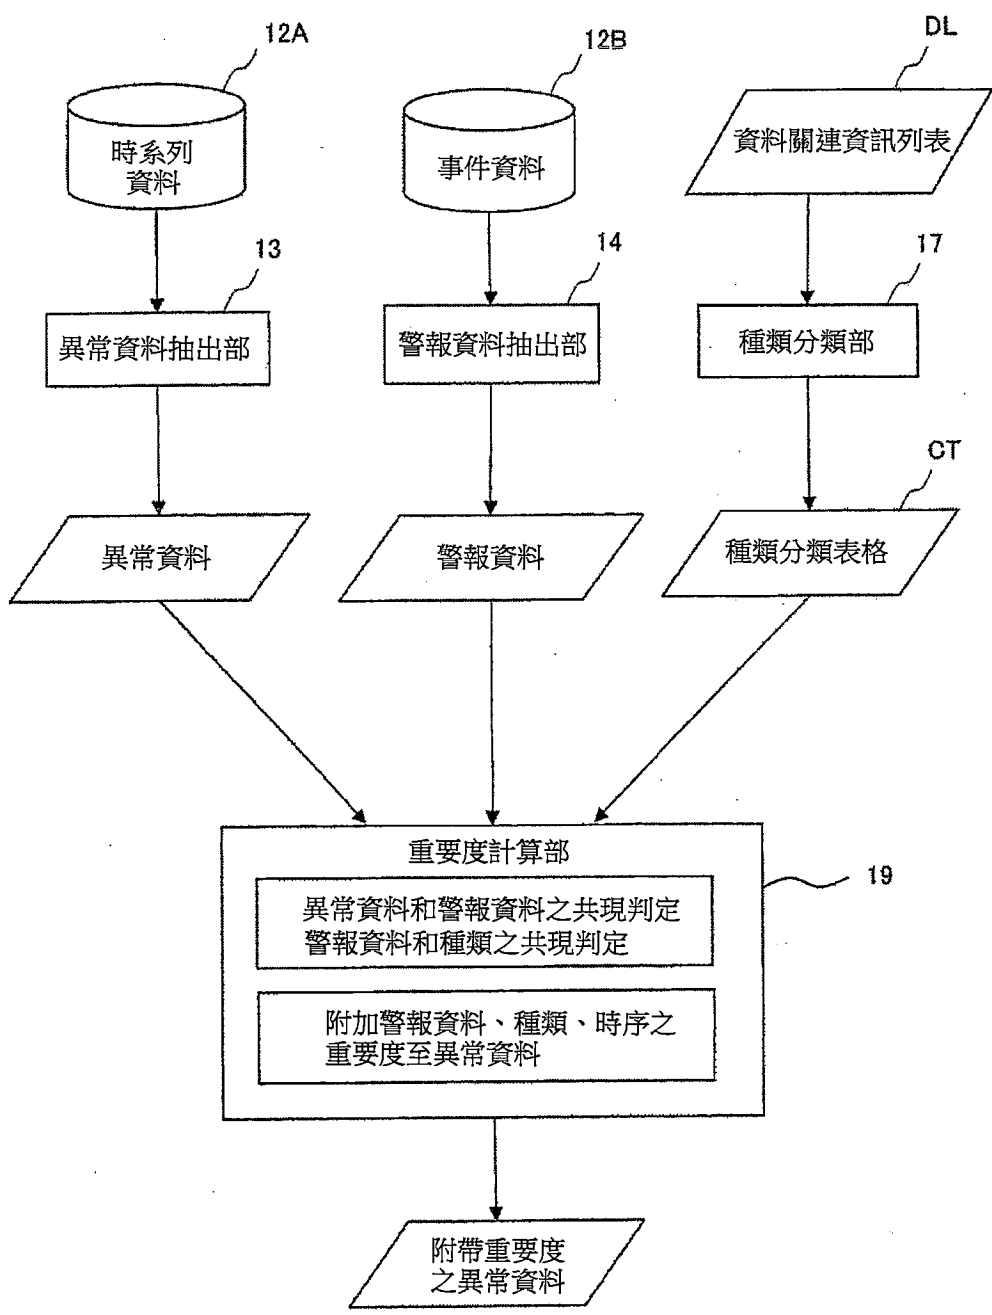 12A
12B
DL
時系列
資料
事件資料
資料關連資訊列表
13
14
17
異常資料抽出部
警報資料抽出部
種類分類部
CT
異常資料
警報資料
種類分類表格
重要度計算部
19
異常資料和警報資料之共現判定
警報資料和種類之共現判定
附加警報資料、種類、時序之
重要度至異常資料
附帶重要度
之異常資料